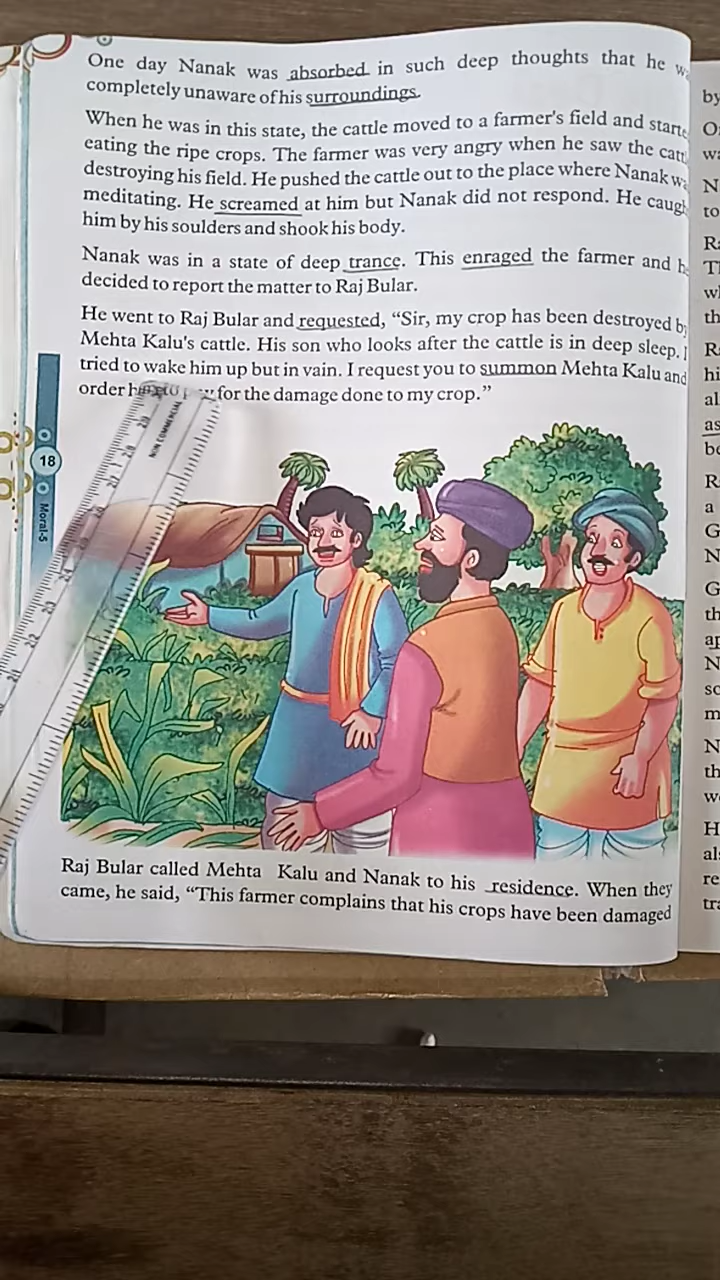 One day Nanak was absorbed in such deep thoughts that he
completely unaware of his surroundings.
When he was in this state, the cattle moved to a farmer's field and
eating the ripe crops. The farmer was very angry when he saw the
destroying his field. He pushed the cattle out to the place where Nanak
meditating. He screamed at him but Nanak did not respond. He
him by his soulders and shook his body.
Nanak was in a state of deep trance. This enraged the farmer and
decided to report the matter to Raj Bular.
He went to Raj Bular and requested, “Sir, my crop has been destroyed
Mehta Kalu's cattle. His son who looks after the cattle is in deep sleep. I
tried to wake him up but in vain. I request you to summon Mehta Kalu and
order for the damage done to my crop.”
18
Moral-5
NON COMMERCIAL
Raj Bular called Mehta Kalu and Nanak to his residence. When they
came, he said, “This farmer complains that his crops have been damaged